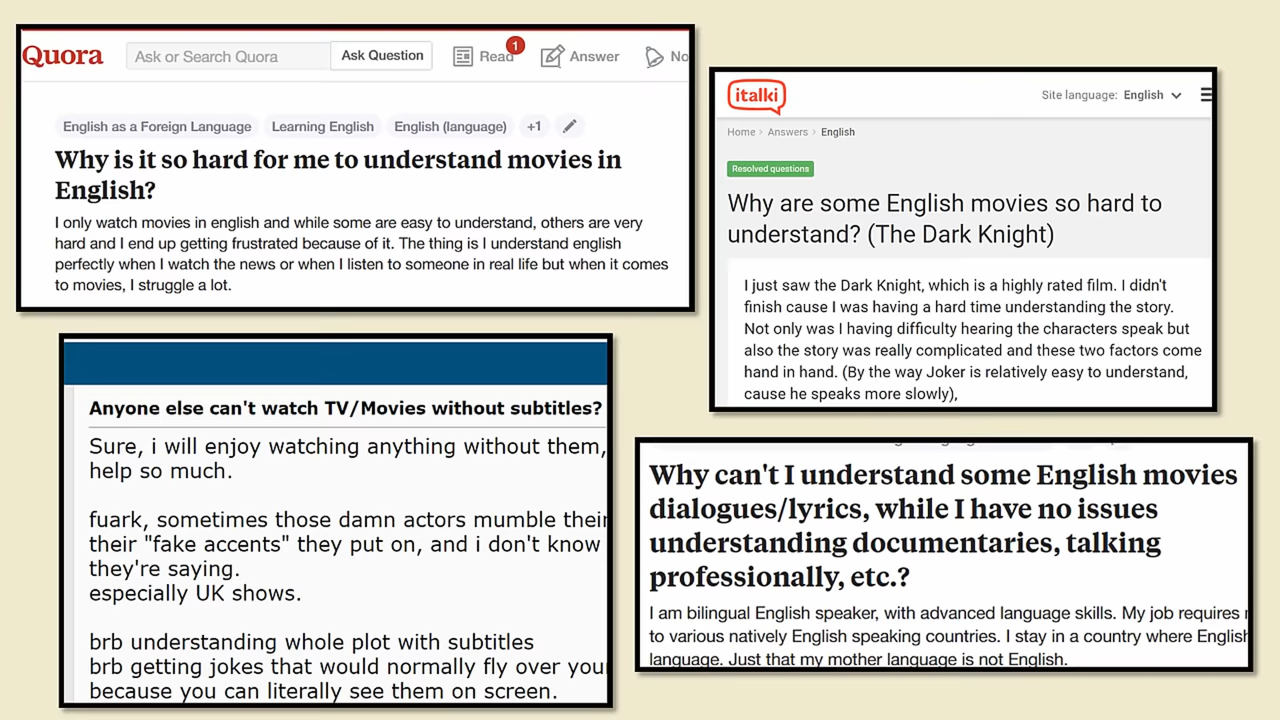 Quora
Ask or Search Quora
Ask Question
Read
1
Answer
No
English as a Foreign Language
Learning English
English (language)
+1
Why is it so hard for me to understand movies in
English?
I only watch movies in english and while some are easy to understand, others are very
hard and I end up getting frustrated because of it. The thing is I understand english
perfectly when I watch the news or when I listen to someone in real life but when it comes
to movies, I struggle a lot.
italki
Site language: English
Home > Answers > English
Resolved questions
Why are some English movies so hard to
understand? (The Dark Knight)
I just saw the Dark Knight, which is a highly rated film. I didn't
finish cause I was having a hard time understanding the story.
Not only was I having difficulty hearing the characters speak but
also the story was really complicated and these two factors come
hand in hand. (By the way Joker is relatively easy to understand,
cause he speaks more slowly),
Anyone else can't watch TV/Movies without subtitles?
Sure, i will enjoy watching anything without them,
help so much.
fuark, sometimes those damn actors mumble their
their "fake accents" they put on, and i don't know
they're saying.
especially UK shows.
brb understanding whole plot with subtitles
brb getting jokes that would normally fly over you
because you can literally see them on screen.
Why can't I understand some English movies
dialogues/lyrics, while I have no issues
understanding documentaries, talking
professionally, etc.?
I am bilingual English speaker, with advanced language skills. My job requires
to various natively English speaking countries. I stay in a country where English
language. Just that my mother language is not English.